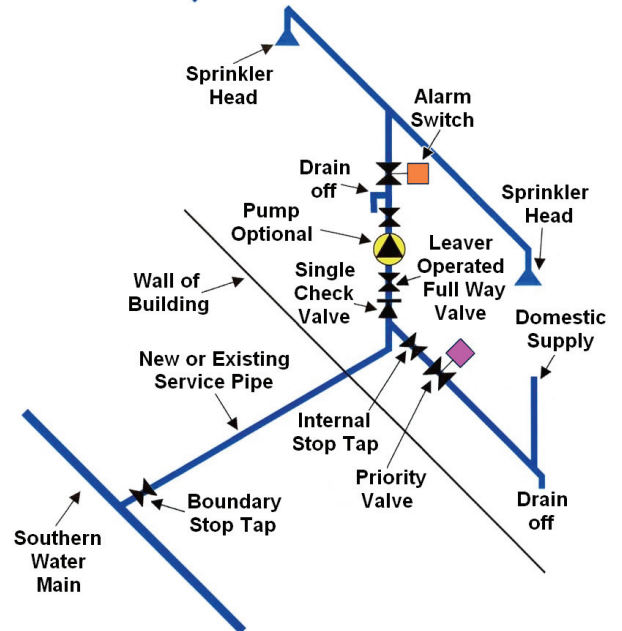 Sprinkler
Head
Alarm
Switch
Drain
off
Sprinkler
Head
Pump
Optional
Leaver
Operated
Full Way
Valve
Single
Check
Valve
Wall of
Building
Domestic
Supply
New or Existing
Service Pipe
Internal
Stop Tap
Priority
Valve
Boundary
Stop Tap
Drain
off
Southern
Water
Main